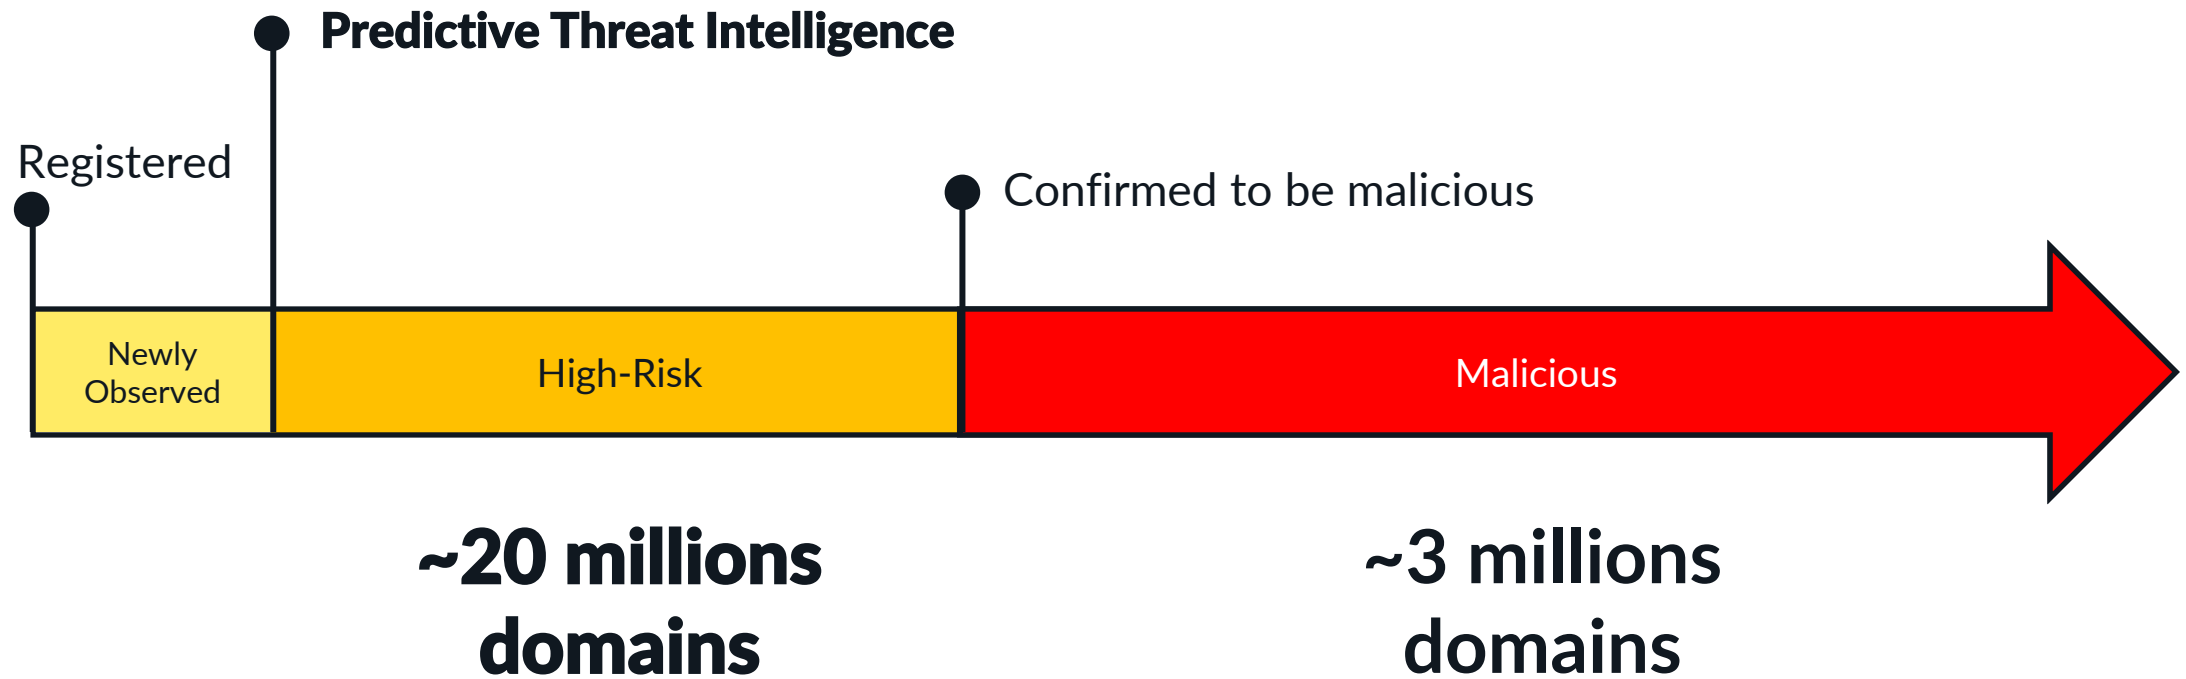 Predictive Threat Intelligence
Registered
Confirmed to be malicious
Newly
Observed
High-Risk
Malicious
~20 millions
domains
~3 millions
domains